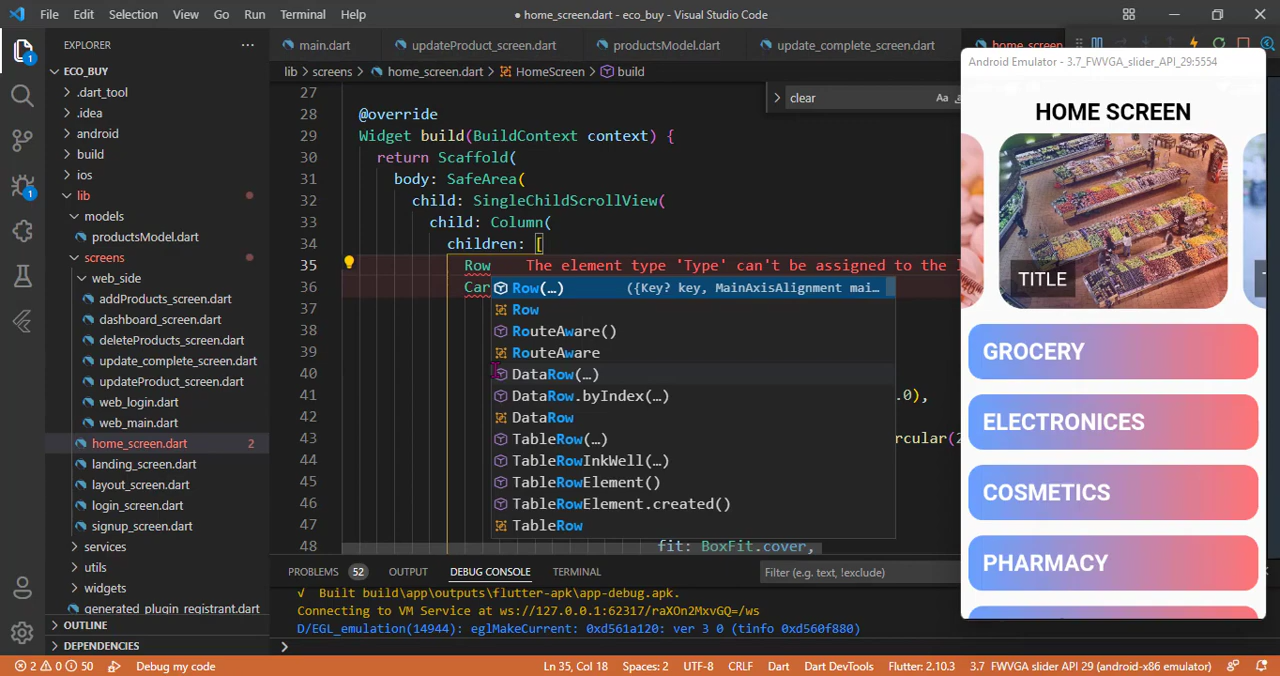 File Edit Selection View Go Run Terminal Help
● home_screen.dart - eco_buy - Visual Studio Code
EXPLORER
main.dart updateProduct_screen.dart productsModel.dart update_complete_screen.dart home_screen
lib > screens > home_screen.dart > HomeScreen > build
clear Aa
ECO_BUY
.dart_tool
.idea
android
build
ios
lib
models
productsModel.dart
screens
web_side
addProducts_screen.dart
dashboard_screen.dart
deleteProducts_screen.dart
update_complete_screen.dart
updateProduct_screen.dart
web_login.dart
web_main.dart
home_screen.dart 2
landing_screen.dart
layout_screen.dart
login_screen.dart
signup_screen.dart
services
utils
widgets
generated_plugin_registrant.dart
OUTLINE
DEPENDENCIES
1
1
27
28 @override
29 Widget build(BuildContext context) {
30 return Scaffold(
31 body: SafeArea(
32 child: SingleChildScrollView(
33 child: Column(
34 children: [
35 Row The element type 'Type' can't be assigned to the l
36 Car
37
38
39
40
41 .0),
42
43 rcular(2
44
45
46
47
48 fit: BoxFit.cover,
Row(…) ({Key? key, MainAxisAlignment mai…
Row
RouteAware()
RouteAware
DataRow(…)
DataRow.byIndex(…)
DataRow
TableRow(…)
TableRowInkWell(…)
TableRowElement()
TableRowElement.created()
TableRow
PROBLEMS 52 OUTPUT DEBUG CONSOLE TERMINAL
Filter (e.g. text, !exclude)
√ Built build\app\outputs\flutter-apk\app-debug.apk.
Connecting to VM Service at ws://127.0.0.1:62317/raXOn2MxvGQ=/ws
D/EGL_emulation(14944): eglMakeCurrent: 0xd561a120: ver 3 0 (tinfo 0xd560f880)
Android Emulator - 3.7_FWVGA_slider_API_29:5554
HOME SCREEN
TITLE
GROCERY
ELECTRONICES
COSMETICS
PHARMACY
2 0 50 Debug my code Ln 35, Col 18 Spaces: 2 UTF-8 CRLF Dart Dart DevTools Flutter: 2.10.3 3.7 FWVGA slider API 29 (android-x86 emulator)